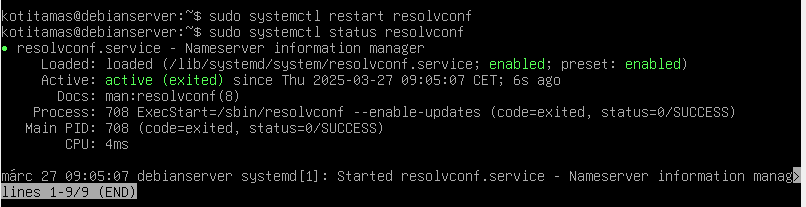 kotitamas@debianserver:~$ sudo systemctl restart resolvconf
kotitamas@debianserver:~$ sudo systemctl status resolvconf
● resolvconf.service - Nameserver information manager
     Loaded: loaded (/lib/systemd/system/resolvconf.service; enabled; preset: enabled)
     Active: active (exited) since Thu 2025-03-27 09:05:07 CET; 6s ago
       Docs: man:resolvconf(8)
    Process: 708 ExecStart=/sbin/resolvconf --enable-updates (code=exited, status=0/SUCCESS)
   Main PID: 708 (code=exited, status=0/SUCCESS)
        CPU: 4ms

márc 27 09:05:07 debianserver systemd[1]: Started resolvconf.service - Nameserver information manag>
lines 1-9/9 (END)